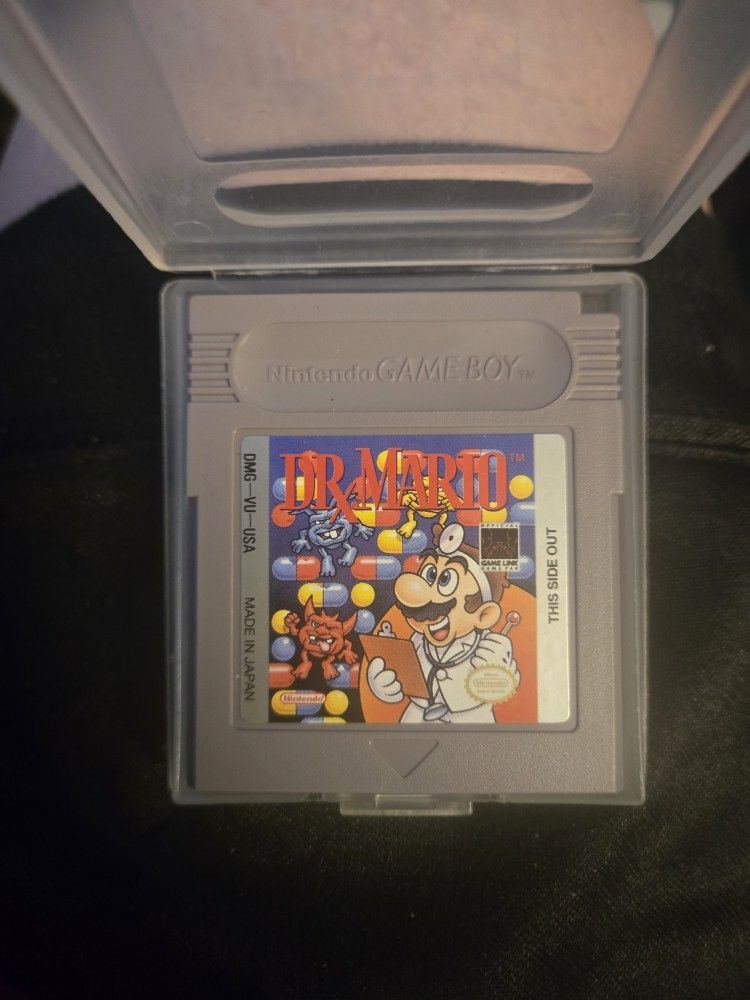 Nintendo GAME BOY TM
DR. MARIO TM
DMG-VU-USA
MADE IN JAPAN
OFFICIAL
GAME LINK
GAME PAK
THIS SIDE OUT
Nintendo
Nintendo